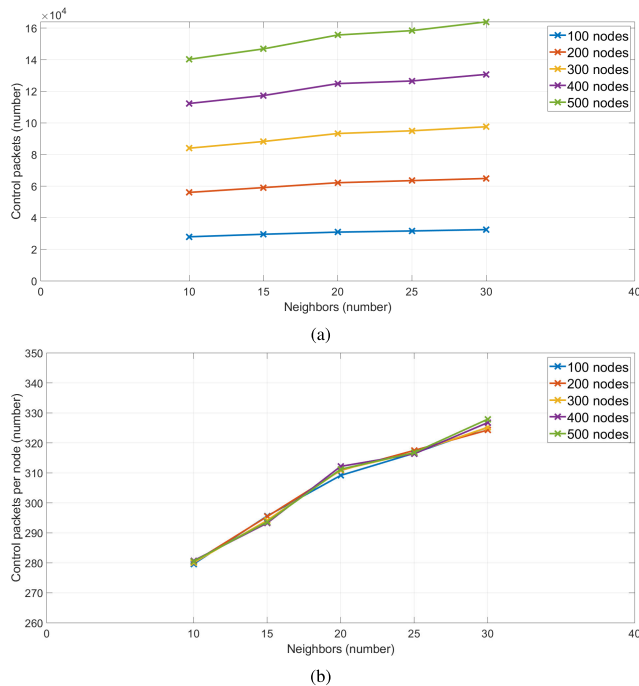 ×10⁴
16
14
12
10
8
6
4
2
0
Control packets (number)
100 nodes
200 nodes
300 nodes
400 nodes
500 nodes
0 10 15 20 25 30 40
Neighbors (number)
(a)
350
340
330
320
310
300
290
280
270
260
Control packets per node (number)
100 nodes
200 nodes
300 nodes
400 nodes
500 nodes
0 10 15 20 25 30 40
Neighbors (number)
(b)